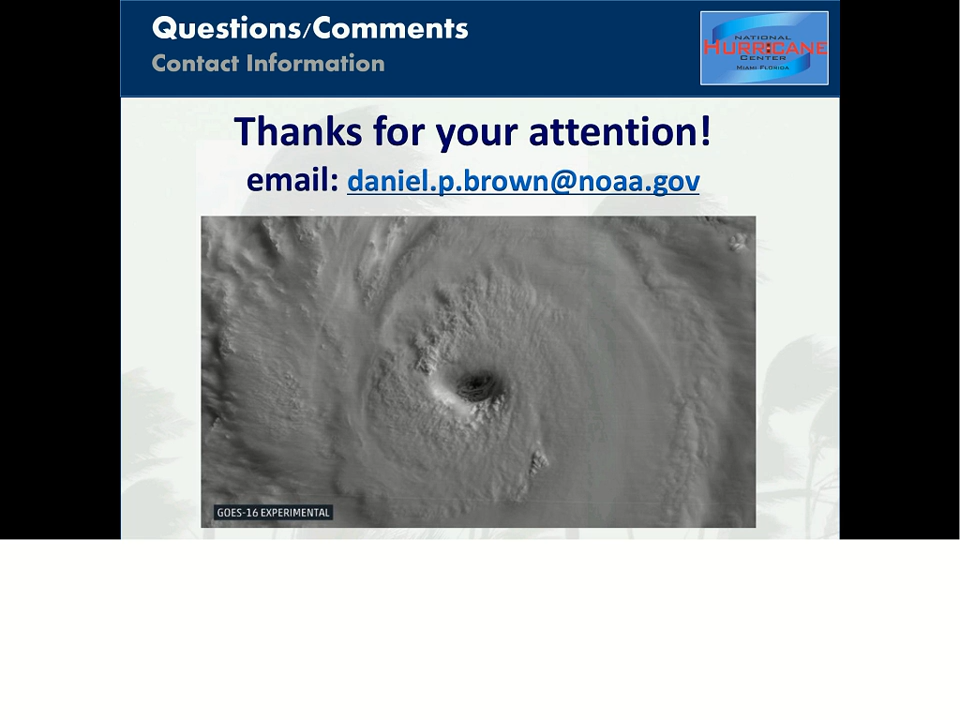 Questions/Comments
Contact Information
NATIONAL
HURRICANE
CENTER
MIAMI FLORIDA
Thanks for your attention!
email: daniel.p.brown@noaa.gov
GOES-16 EXPERIMENTAL